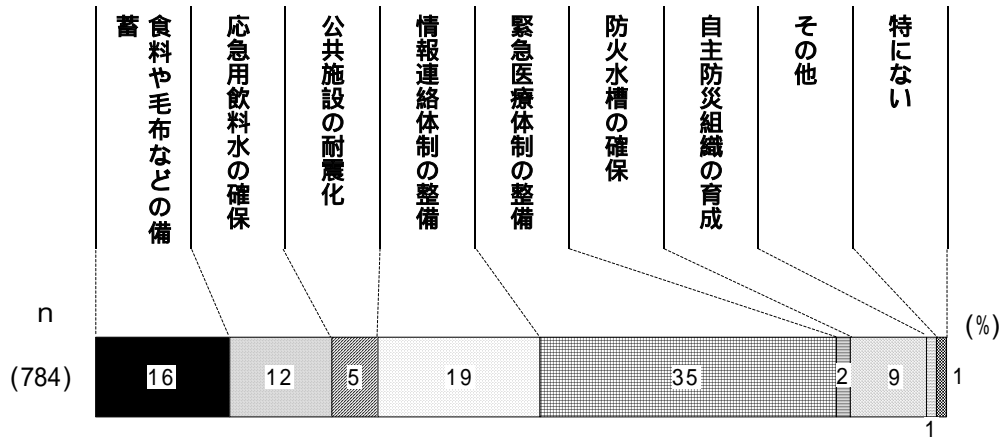 食料や毛布などの備
蓄
応急用飲料水の確保
公共施設の耐震化
情報連絡体制の整備
緊急医療体制の整備
防火水槽の確保
自主防災組織の育成
その他
特にない
n
(%)
(784)
16
12
5
19
35
2
9
1
1